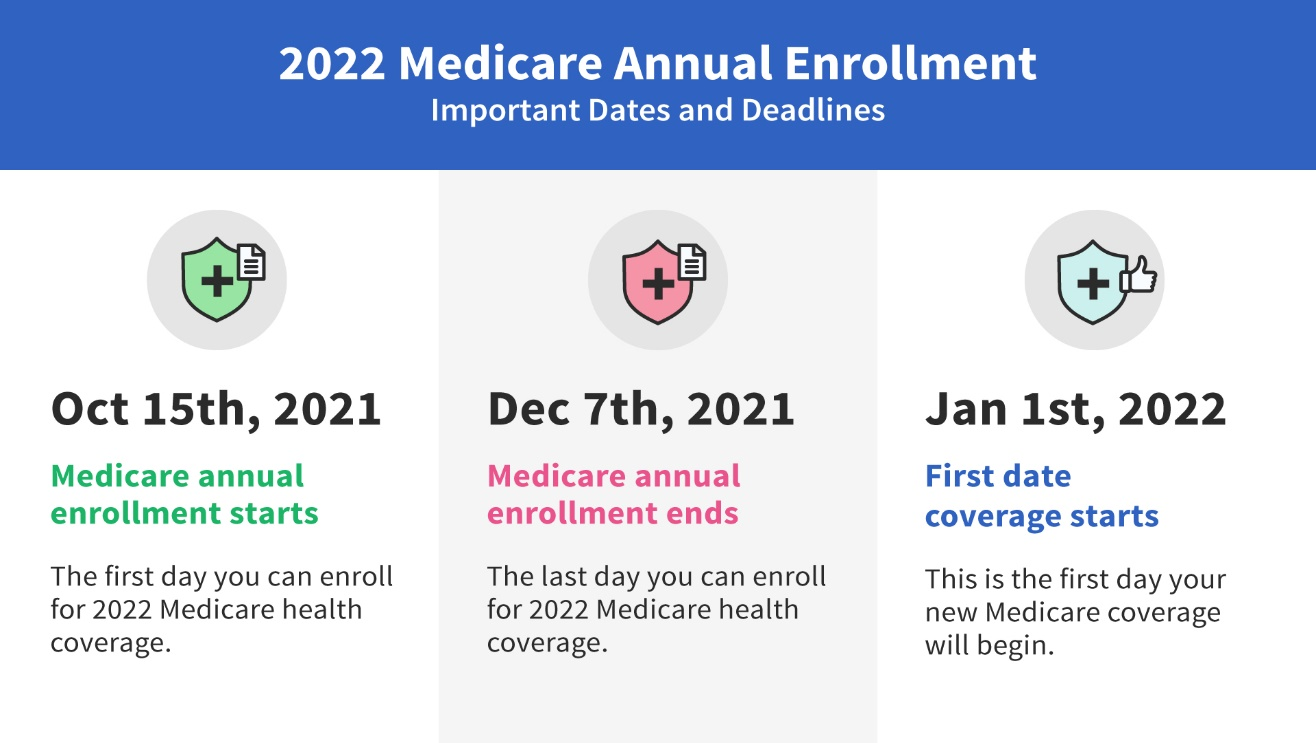 2022 Medicare Annual Enrollment
Important Dates and Deadlines
Oct 15th, 2021
Medicare annual
enrollment starts
The first day you can enroll
for 2022 Medicare health
coverage.
Dec 7th, 2021
Medicare annual
enrollment ends
The last day you can enroll
for 2022 Medicare health
coverage.
Jan 1st, 2022
First date
coverage starts
This is the first day your
new Medicare coverage
will begin.